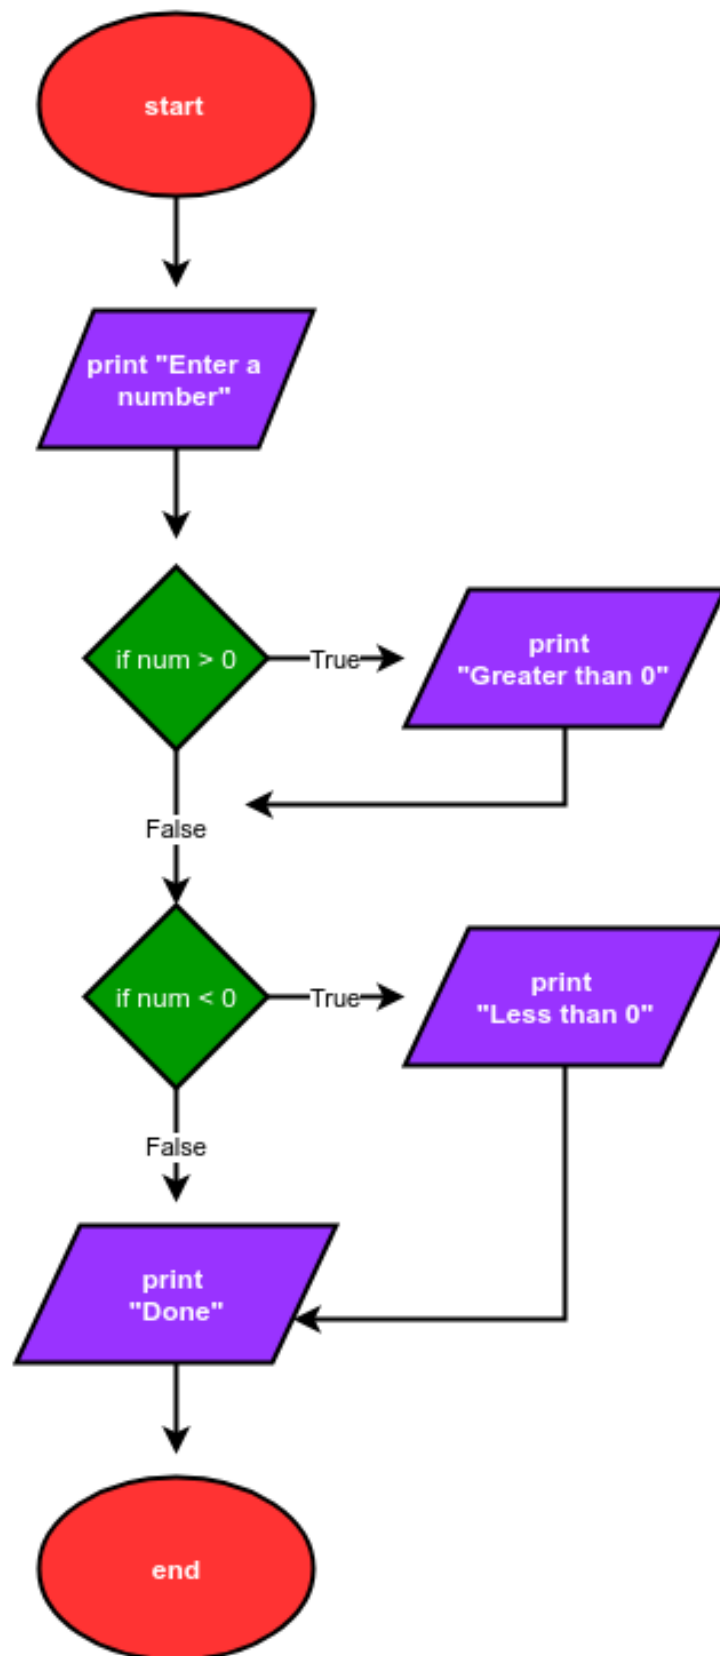 start
print "Enter a
number"
if num > 0
True
print
"Greater than 0"
False
if num < 0
True
print
"Less than 0"
False
print
"Done"
end